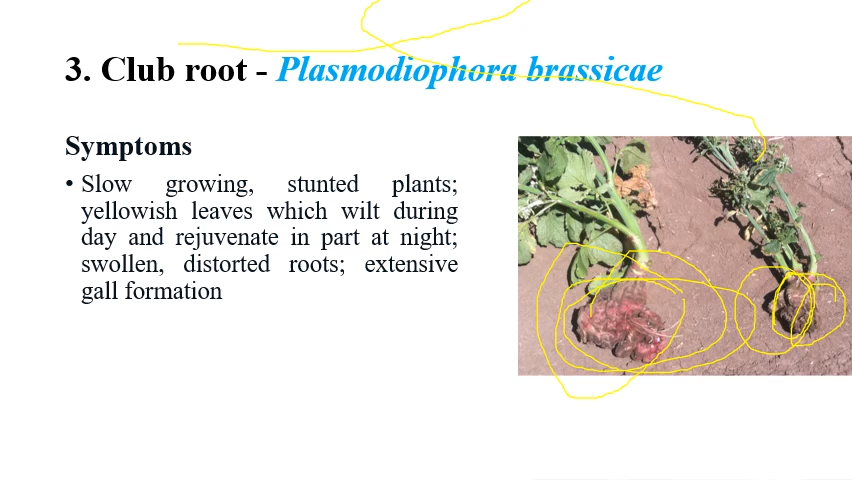 3. Club root - Plasmodiophora brassicae
Symptoms
• Slow growing, stunted plants;
yellowish leaves which wilt during
day and rejuvenate in part at night;
swollen, distorted roots; extensive
gall formation